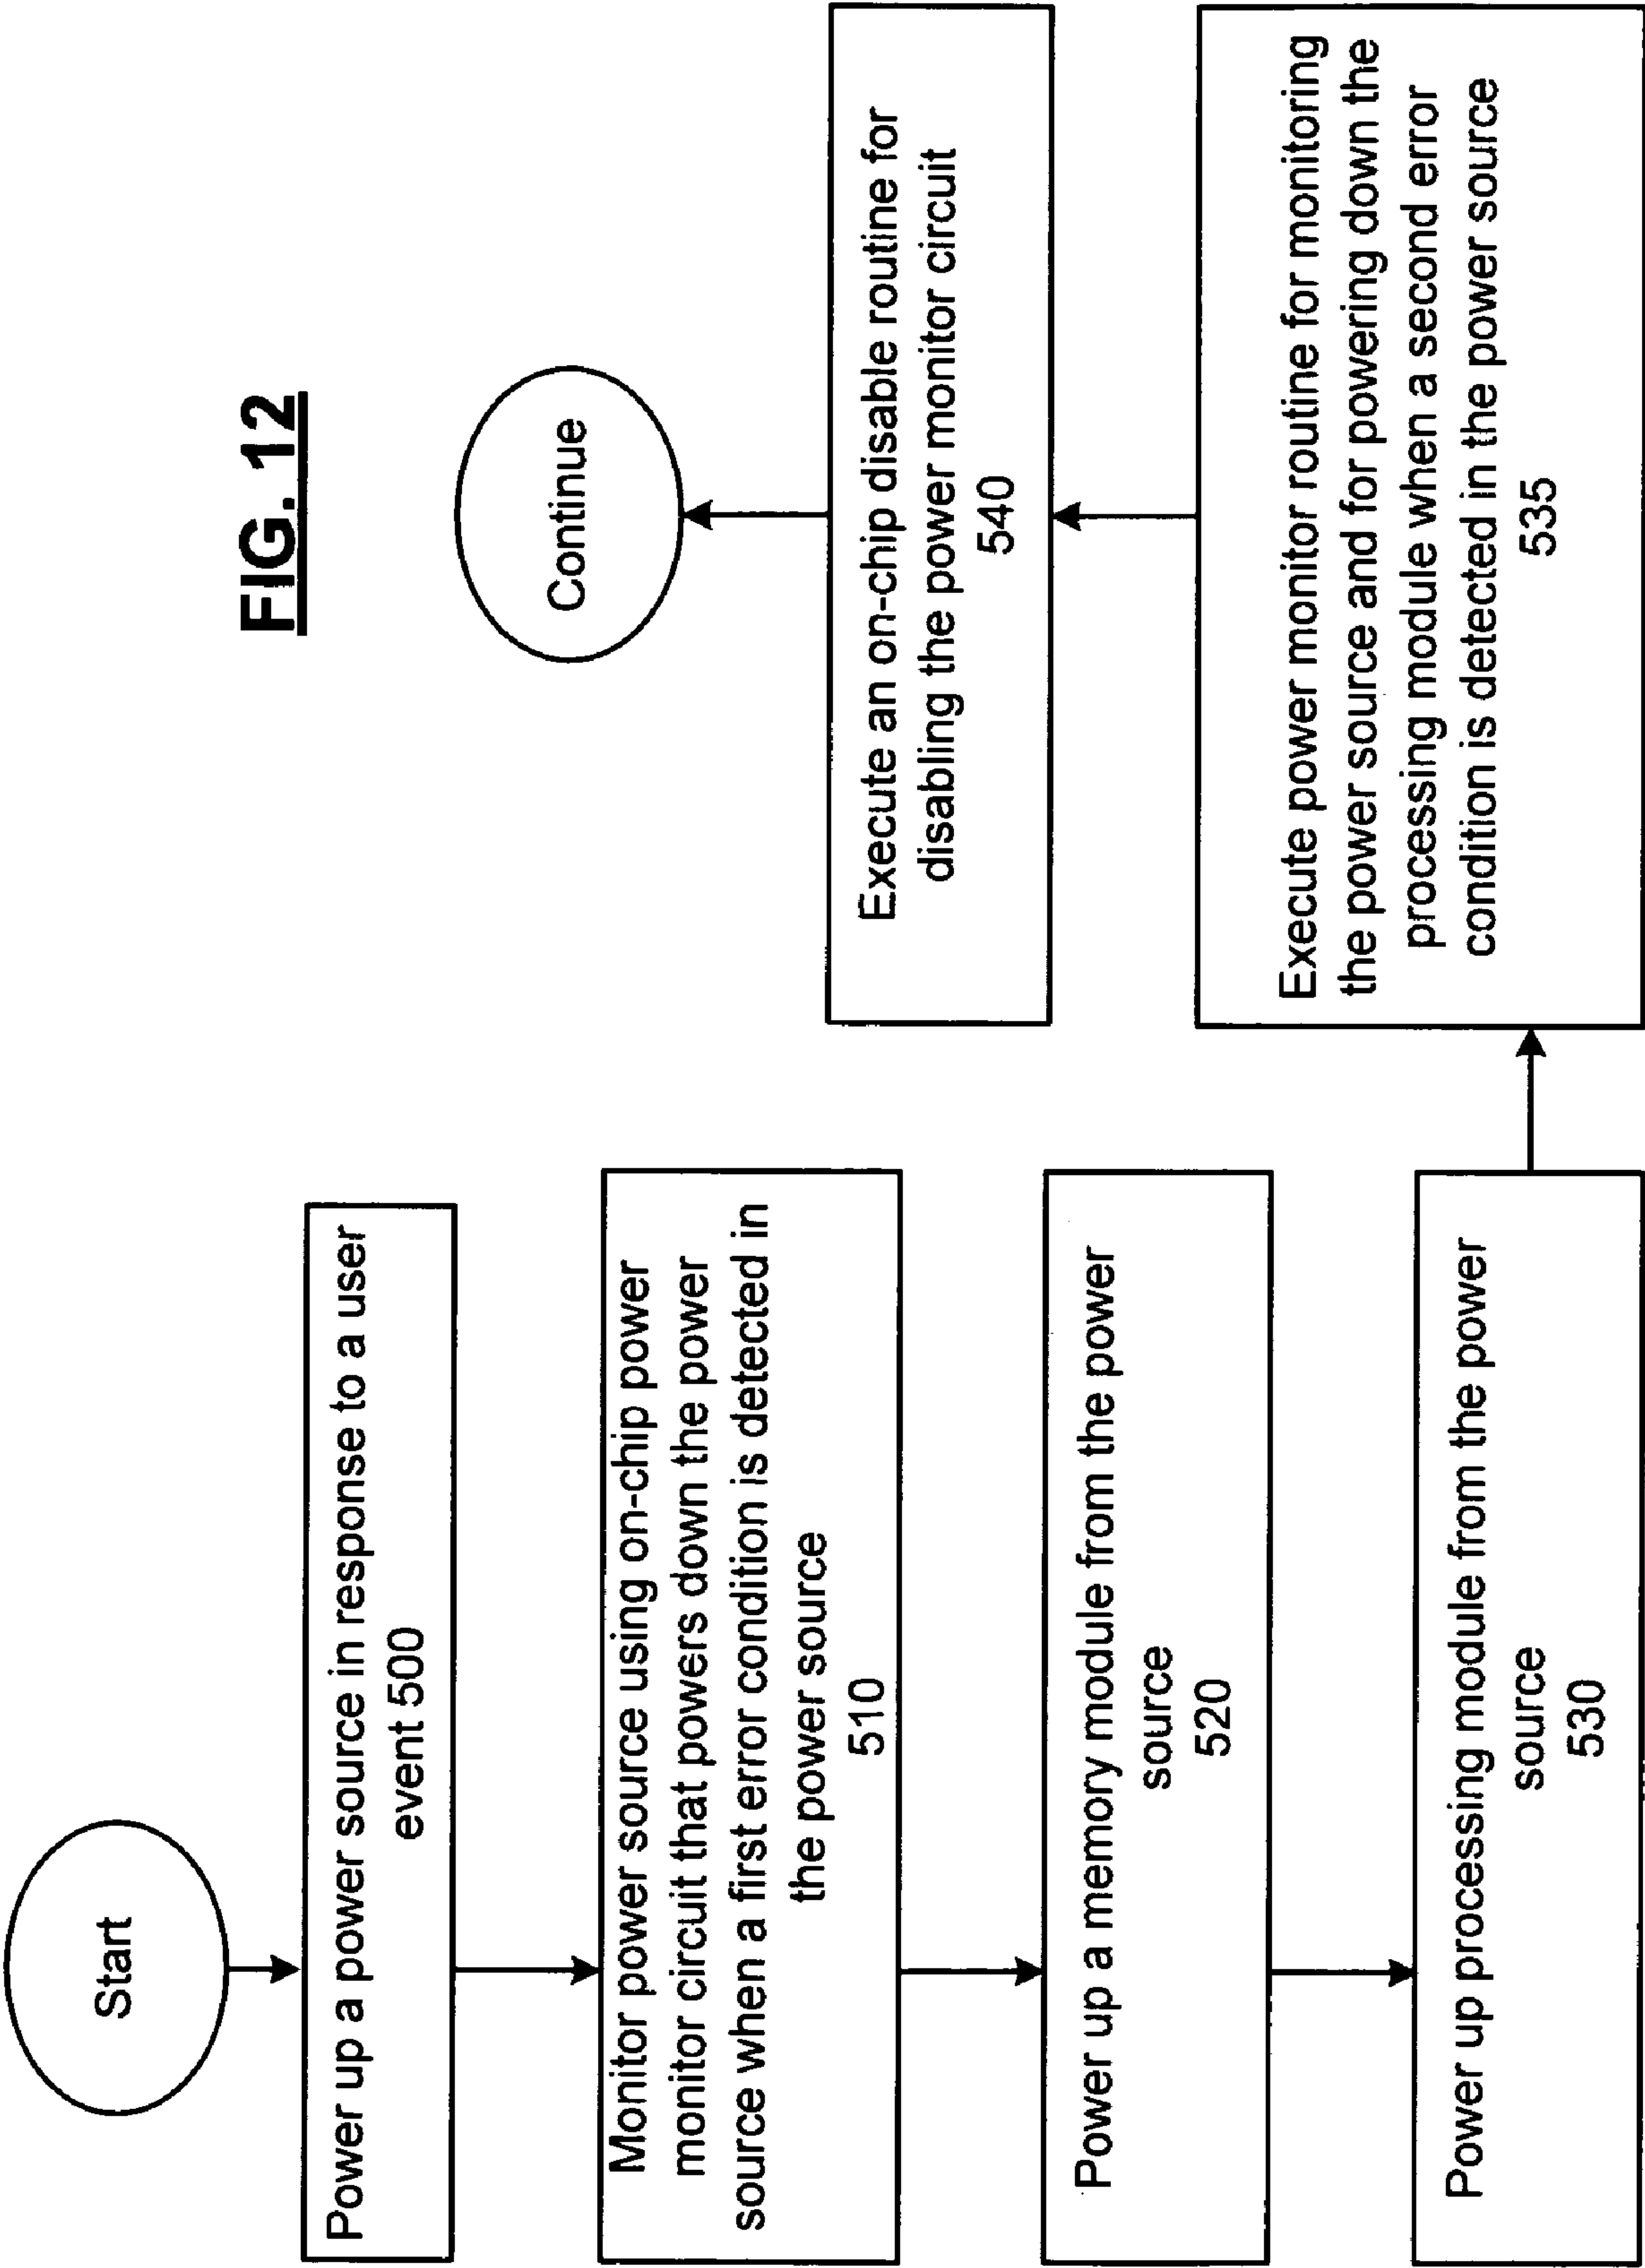 FIG. 12
Start
Power up a power source in response to a user
event 500
Monitor power source using on-chip power
monitor circuit that powers down the power
source when a first error condition is detected in
the power source
510
Power up a memory module from the power
source
520
Power up processing module from the power
source
530
Execute power monitor routine for monitoring
the power source and for powering down the
processing module when a second error
condition is detected in the power source
535
Execute an on-chip disable routine for
disabling the power monitor circuit
540
Continue